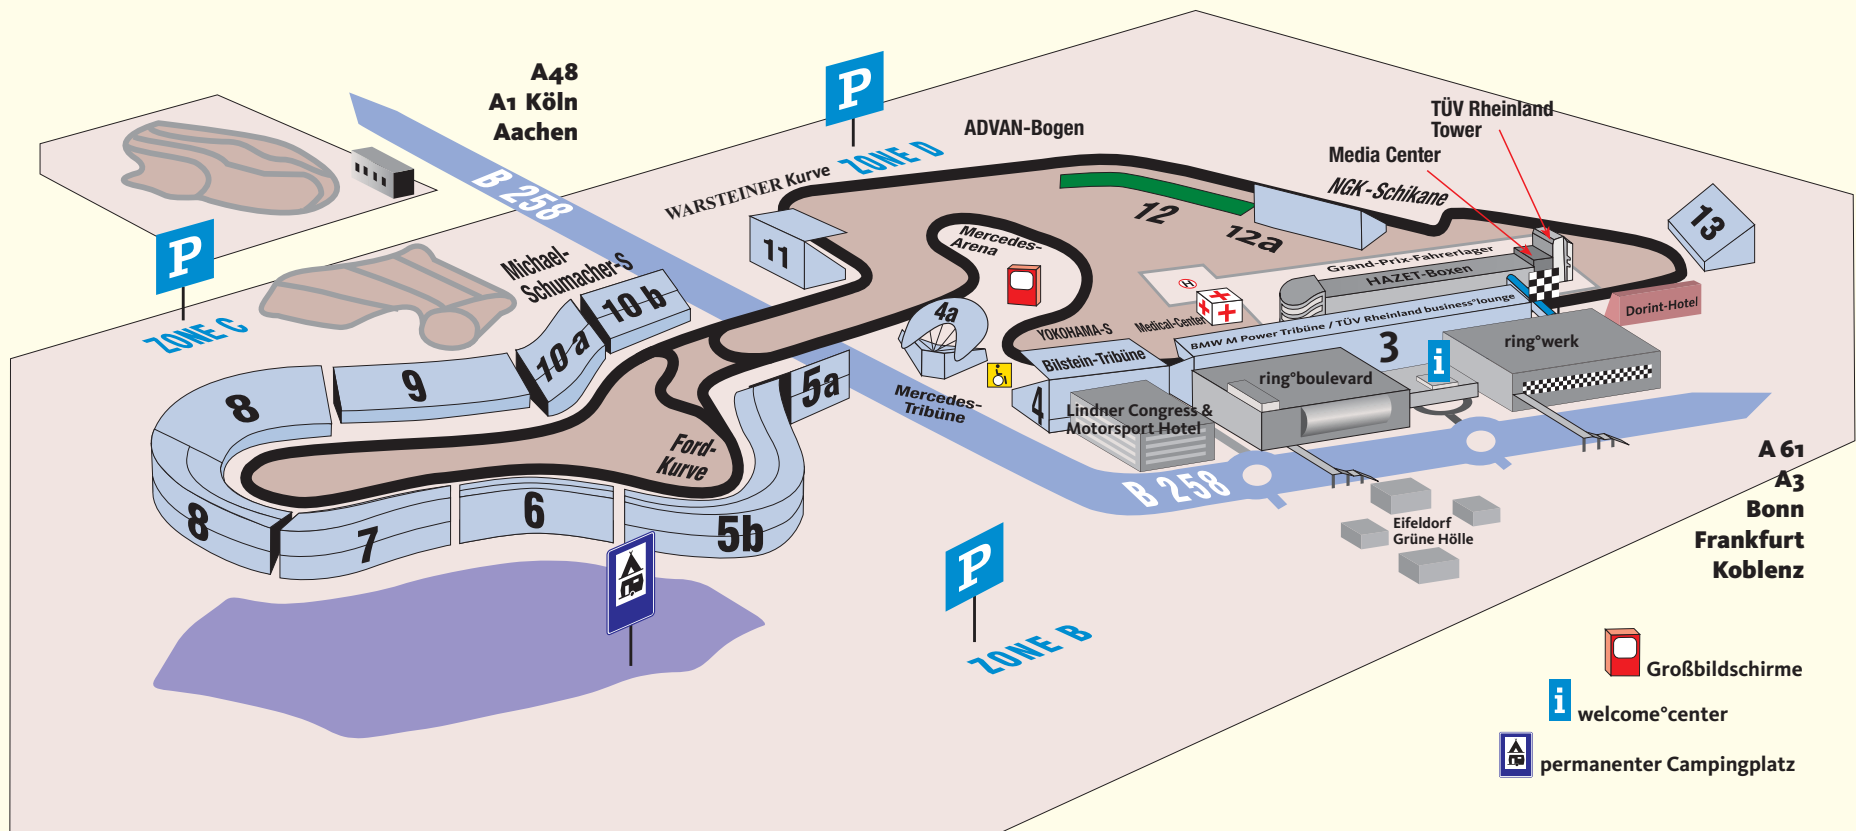 A48
A1 Köln
Aachen
P
ZONE D
ADVAN-Bogen
TÜV Rheinland
Tower
Media Center
NGK-Schikane
WARSTEINER Kurve
B 258
P
ZONE C
Michael-
Schumacher-S
11
12
12a
13
Mercedes-
Arena
Grand-Prix-Fahrerlager
HAZET-Boxen
H
Medical-Center
YOKOHAMA-S
BMW M Power Tribüne / TÜV Rheinland business°lounge
Dorint-Hotel
ring°werk
3
i
ring°boulevard
Bilstein-Tribüne
4
4a
Lindner Congress &
Motorsport Hotel
Mercedes-
Tribüne
10 b
10 a
9
8
8
7
6
5b
5a
Ford-
Kurve
B 258
Eifeldorf
Grüne Hölle
P
ZONE B
A 61
A3
Bonn
Frankfurt
Koblenz
Großbildschirme
i
welcome°center
permanenter Campingplatz